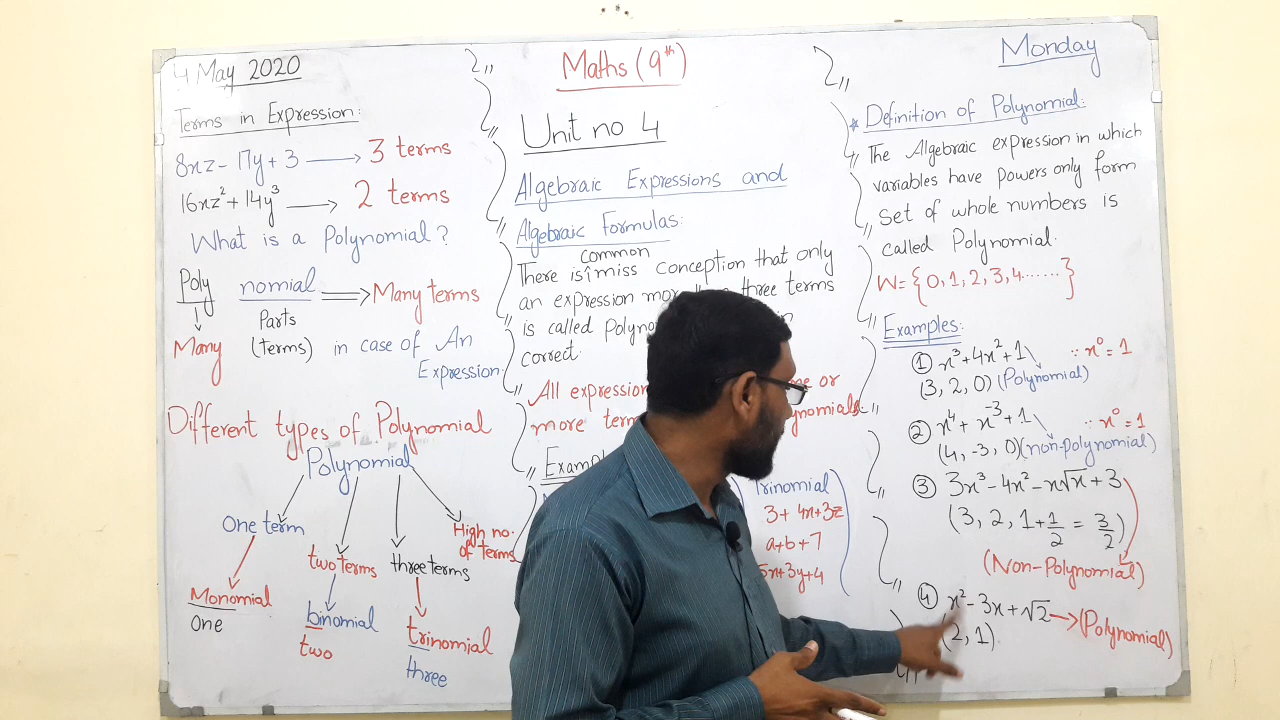 4 May 2020
Terms in Expression:
8xz - 17y + 3 → 3 terms
16xz² + 14y³ → 2 terms
What is a Polynomial?
Poly nomial ⇒ Many terms
Parts
Many (terms) in case of An
Expression.
Different types of Polynomial
Polynomial
One term
two terms
three terms
High no.
of terms
Monomial
One
binomial
two
trinomial
three
Maths (9th)
Unit no 4
Algebraic Expressions and
Algebraic Formulas:
common
There is 1 miss conception that only
an expression more than three terms
is called
correct.
All expression or
more
Trinomial
3 + 4x + 3z
a + b + 7
5x + 3y + 4
Monday
* Definition of Polynomial:
The Algebraic expression in which
variables have powers only form
Set of whole numbers is
called Polynomial.
W = { 0, 1, 2, 3, 4....... }
Examples:
① x³ + 4x² + 1 ∵ x⁰ = 1
(3, 2, 0) (Polynomial)
② x⁴ + x⁻³ + 1 ∵ x⁰ = 1
(4, -3, 0) (non-polynomial)
③ 3x³ - 4x² - x√x + 3
(3, 2, 1 + 1/2 = 3/2)
(Non-Polynomial)
④ x² - 3x + √2 → (Polynomial)
(2, 1)